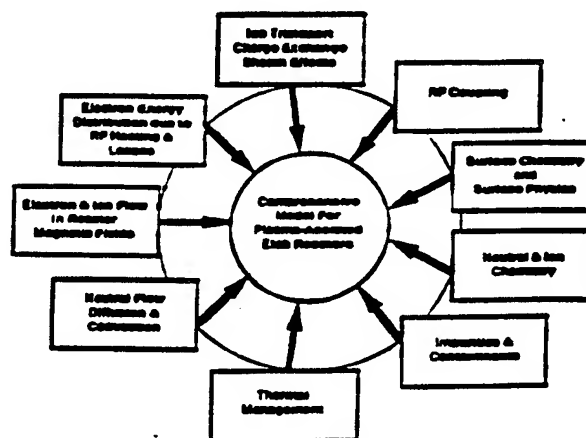 Ion Transport
Charge Exchange
Sheath Effects
RF Coupling
Electron Energy
Distribution due to
RF Heating &
Surface Chemistry
and
Surface Physics
Electron & Ion Flow
in Reactor
Magnetic Fields
Comprehensive
Model For
Plasma-Assisted
Etch Reactors
Neutral & Ion
Chemistry
Neutral Flow
Diffusion &
Convection
Impurities &
Contaminants
Thermal
Management